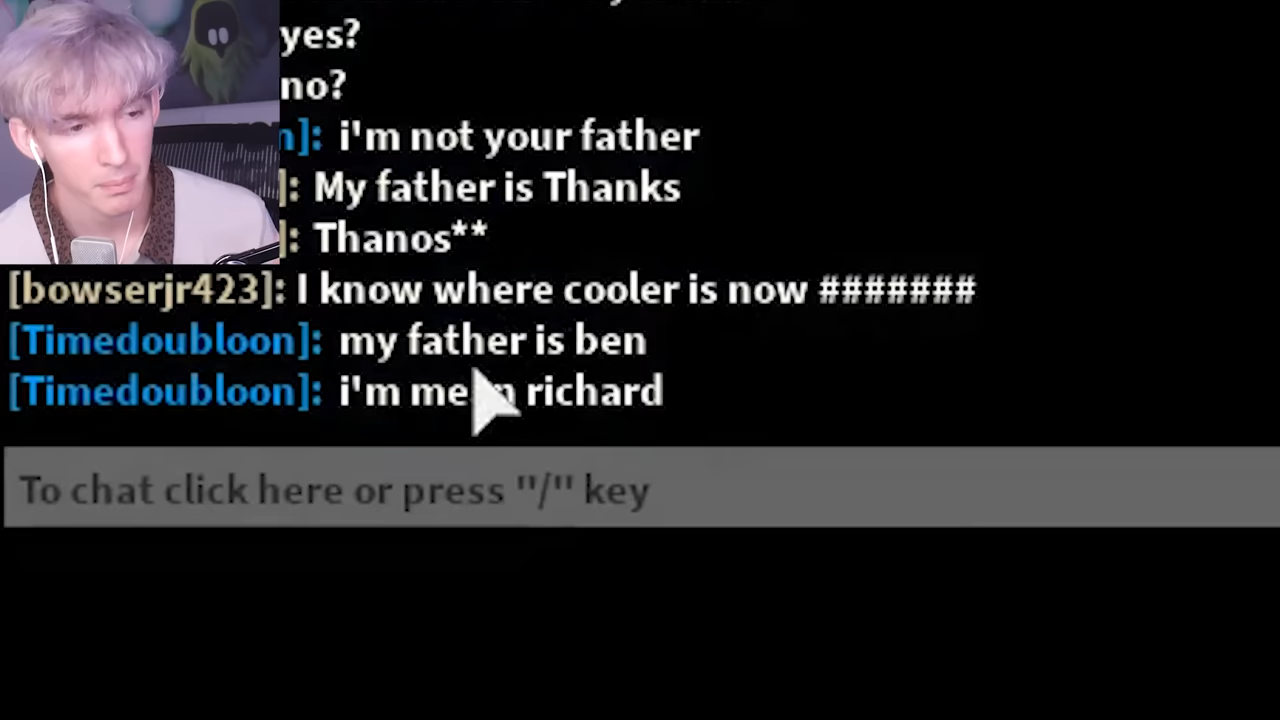 yes?
no?
n]: i'm not your father
]: My father is Thanks
]: Thanos**
[bowserjr423]: I know where cooler is now #######
[Timedoubloon]: my father is ben
[Timedoubloon]: i'm mean richard
To chat click here or press "/" key